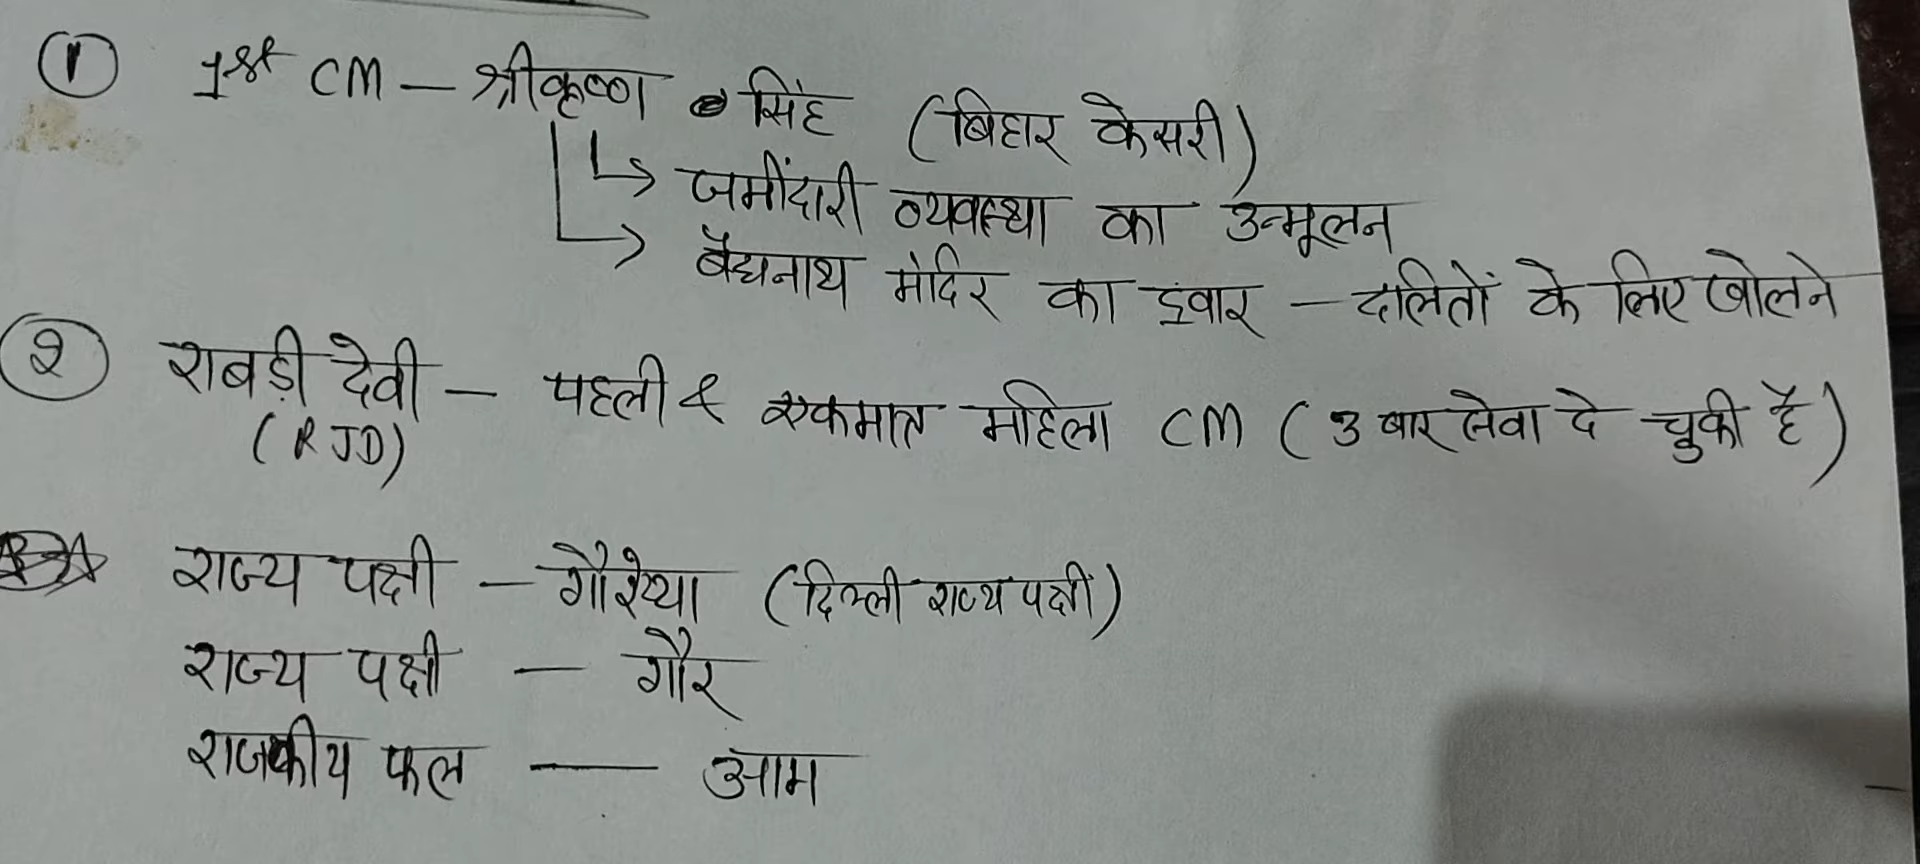 ① 1st CM – श्रीकृष्ण सिंह (बिहार केसरी)
↳ जमींदारी व्यवस्था का उन्मूलन
↳ बैद्यनाथ मंदिर का द्वार – दलितों के लिए खोलने
② राबड़ी देवी – पहली & एकमात्र महिला CM (3 बार सेवा दे चुकी है)
(RJD)
राज्य पक्षी – गौरैय्या (दिल्ली राज्य पक्षी)
राज्य पक्षी – गौर
राजकीय फल – आम